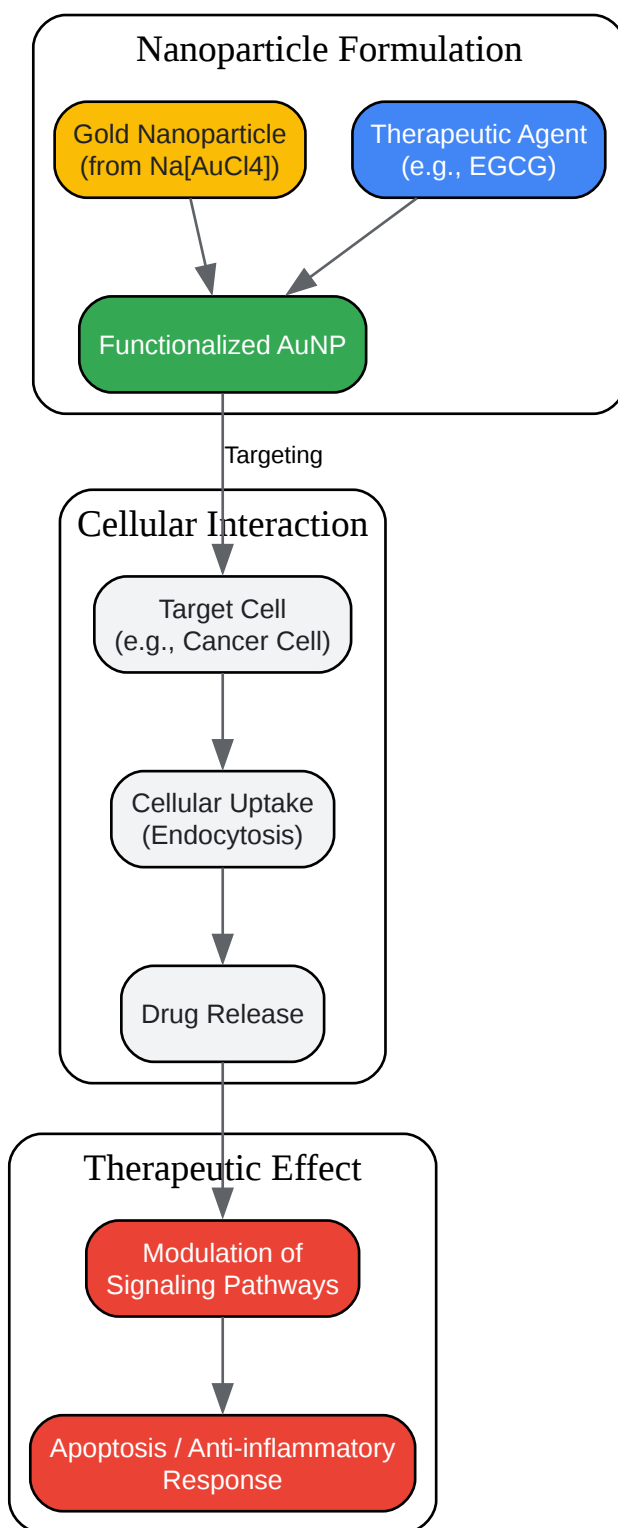 Nanoparticle Formulation
Gold Nanoparticle
(from Na[AuCl4])
Therapeutic Agent
(e.g., EGCG)
Functionalized AuNP
Targeting
Cellular Interaction
Target Cell
(e.g., Cancer Cell)
Cellular Uptake
(Endocytosis)
Drug Release
Therapeutic Effect
Modulation of
Signaling Pathways
Apoptosis / Anti-inflammatory
Response